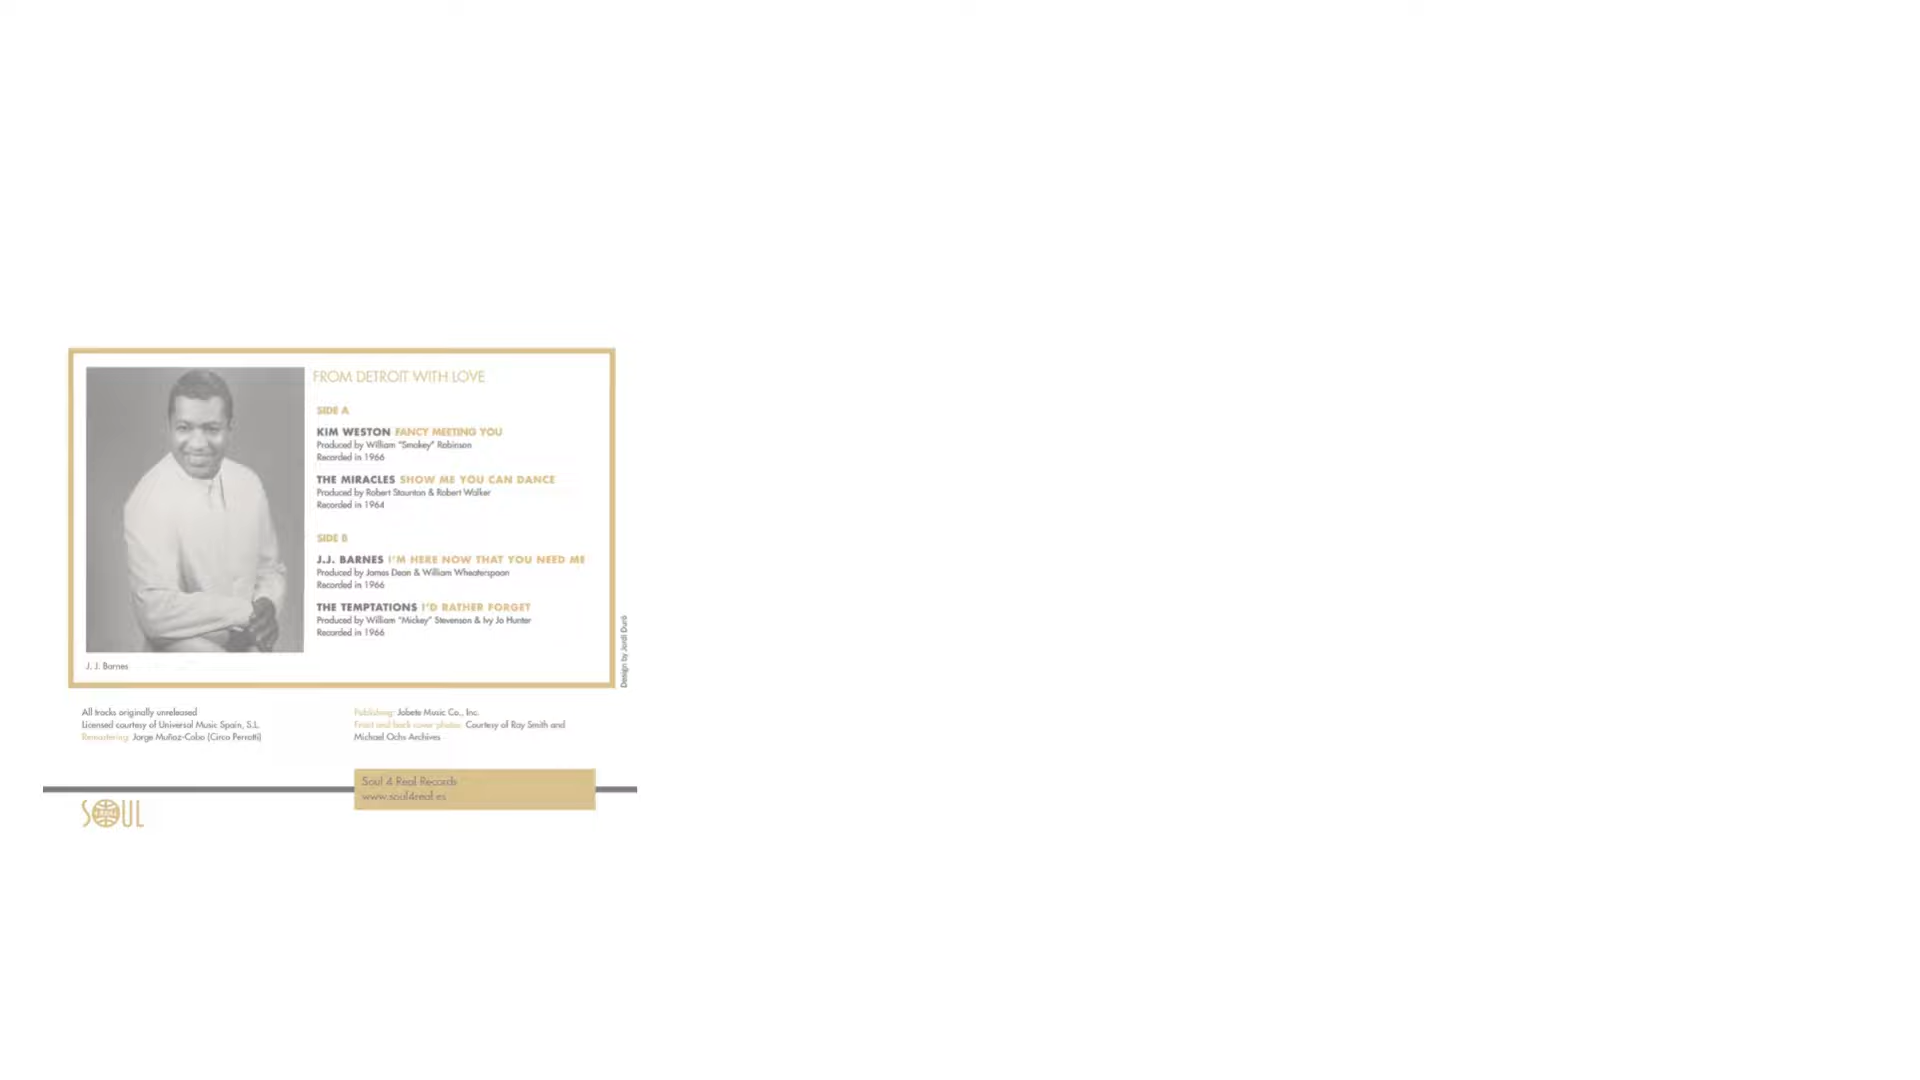 FROM DETROIT WITH LOVE
SIDE A
KIM WESTON FANCY MEETING YOU
Produced by William "Smokey" Robinson
Recorded in 1966
THE MIRACLES SHOW ME YOU CAN DANCE
Produced by Robert Staunton & Robert Walker
Recorded in 1964
SIDE B
J.J. BARNES I'M HERE NOW THAT YOU NEED ME
Produced by James Dean & William Wheaterspoon
Recorded in 1966
THE TEMPTATIONS I'D RATHER FORGET
Produced by William "Mickey" Stevenson & Ivy Jo Hunter
Recorded in 1966
J. J. Barnes
Design by Jordi Duró
All tracks originally unreleased
Licensed courtesy of Universal Music Spain, S.L.
Remastering: Jorge Muñoz-Cobo (Circo Perrotti)
Publishing: Jobete Music Co., Inc.
Front and back cover photos: Courtesy of Ray Smith and
Michael Ochs Archives
Soul 4 Real Records
www.soul4real.es
SOUL